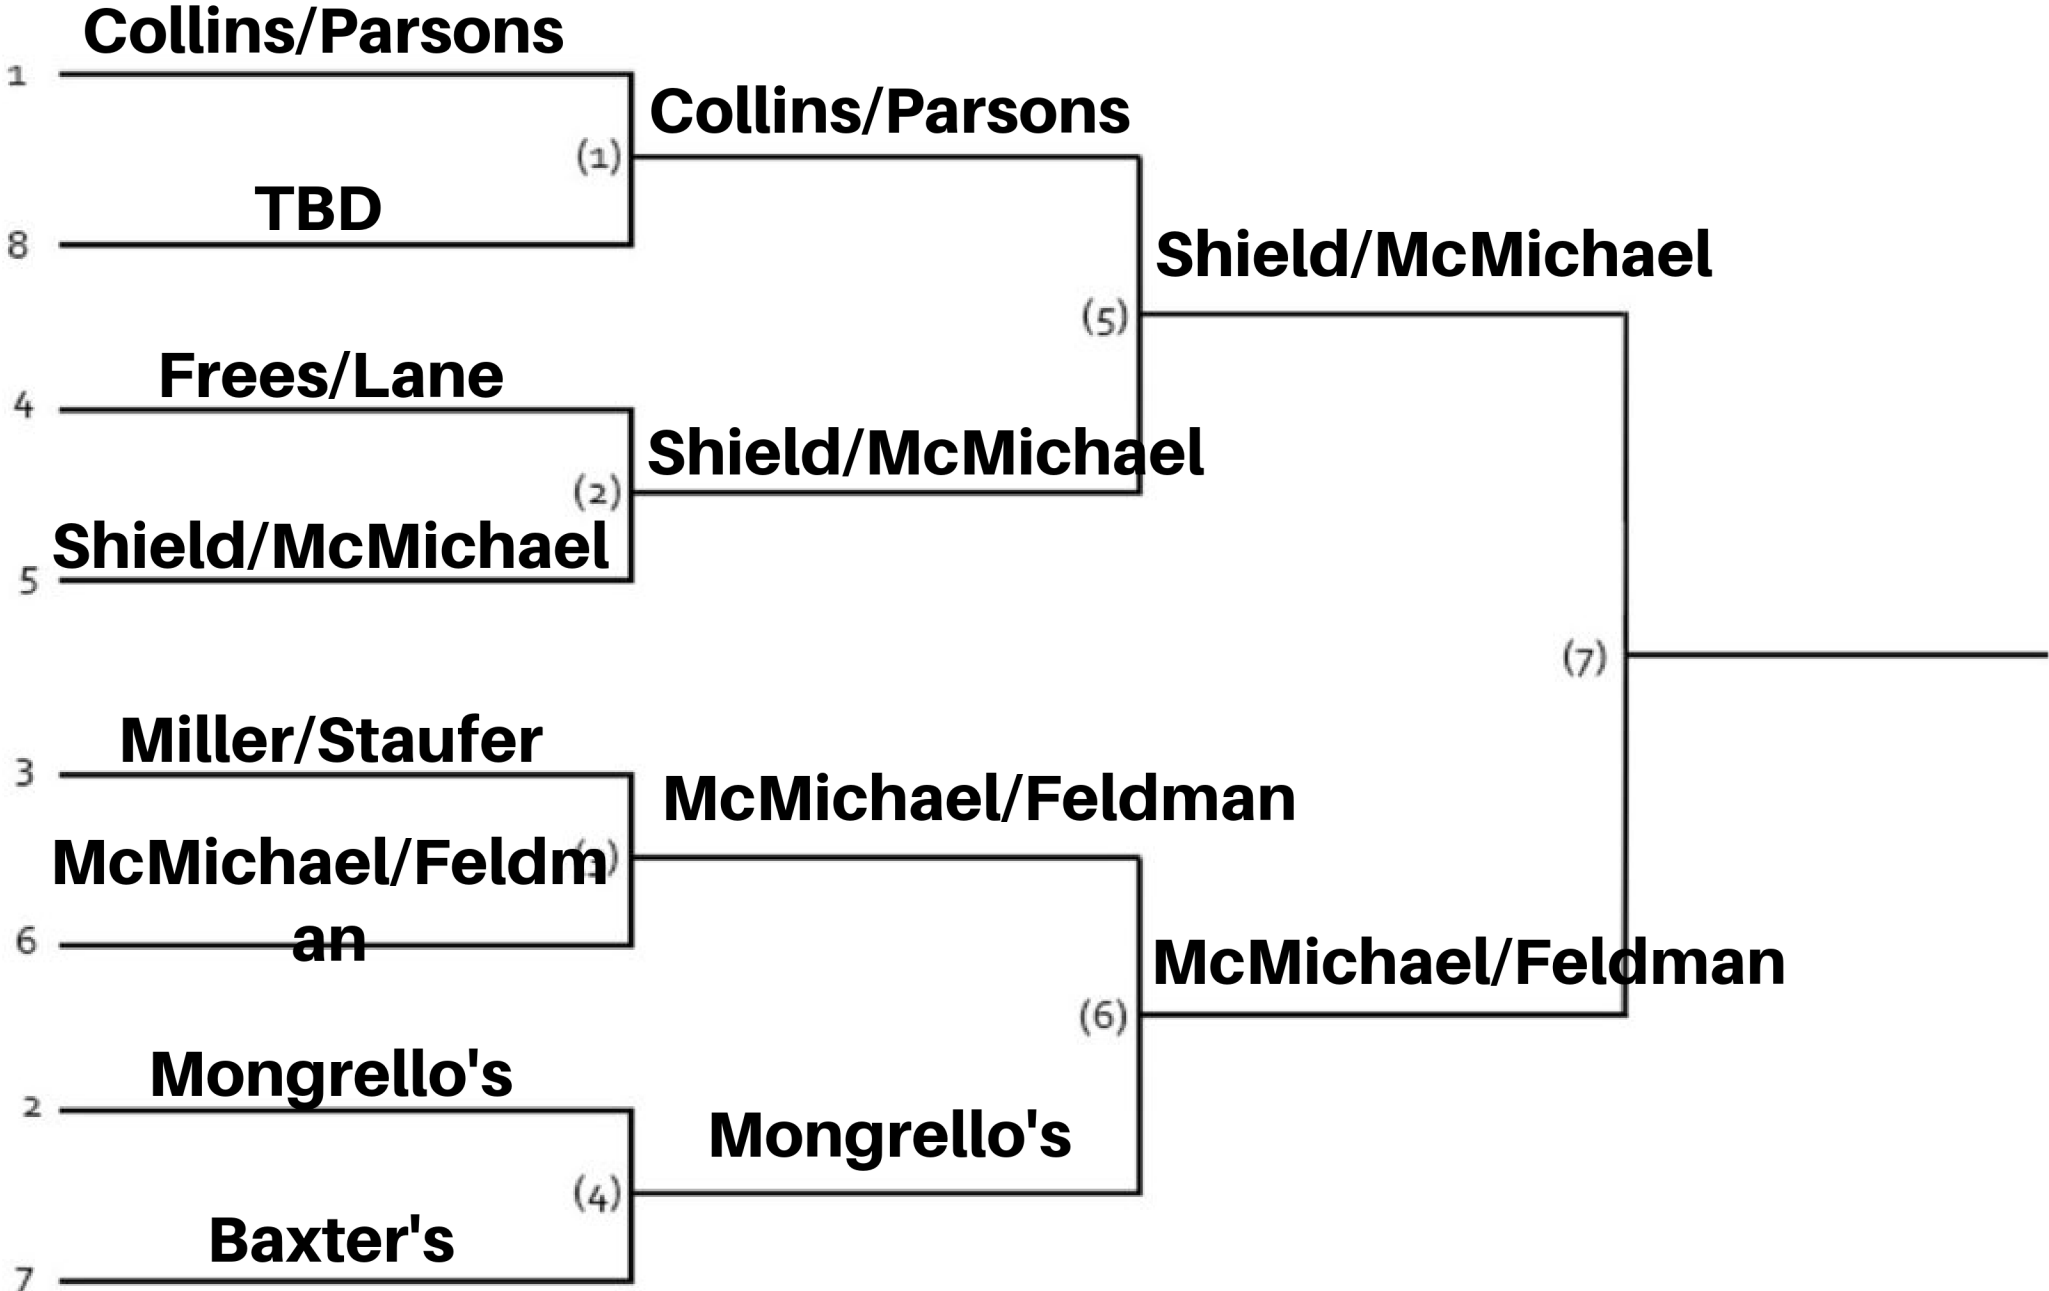 Collins/Parsons
1
Collins/Parsons
(1)
TBD
8
Shield/McMichael
(5)
Frees/Lane
4
Shield/McMichael
(2)
Shield/McMichael
5
(7)
Miller/Staufer
3
McMichael/Feldman
McMichael/Feldm
an
6
McMichael/Feldman
(6)
Mongrello's
2
Mongrello's
(4)
Baxter's
7